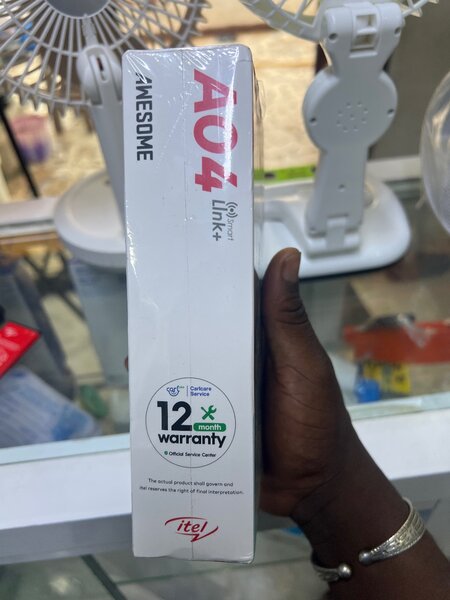 AWESOME
A04
Smart
Link+
care
Carlcare
Service
12
month
warranty
Official Service Center
The actual product shall govern and
itel reserves the right of final interpretation.
itel